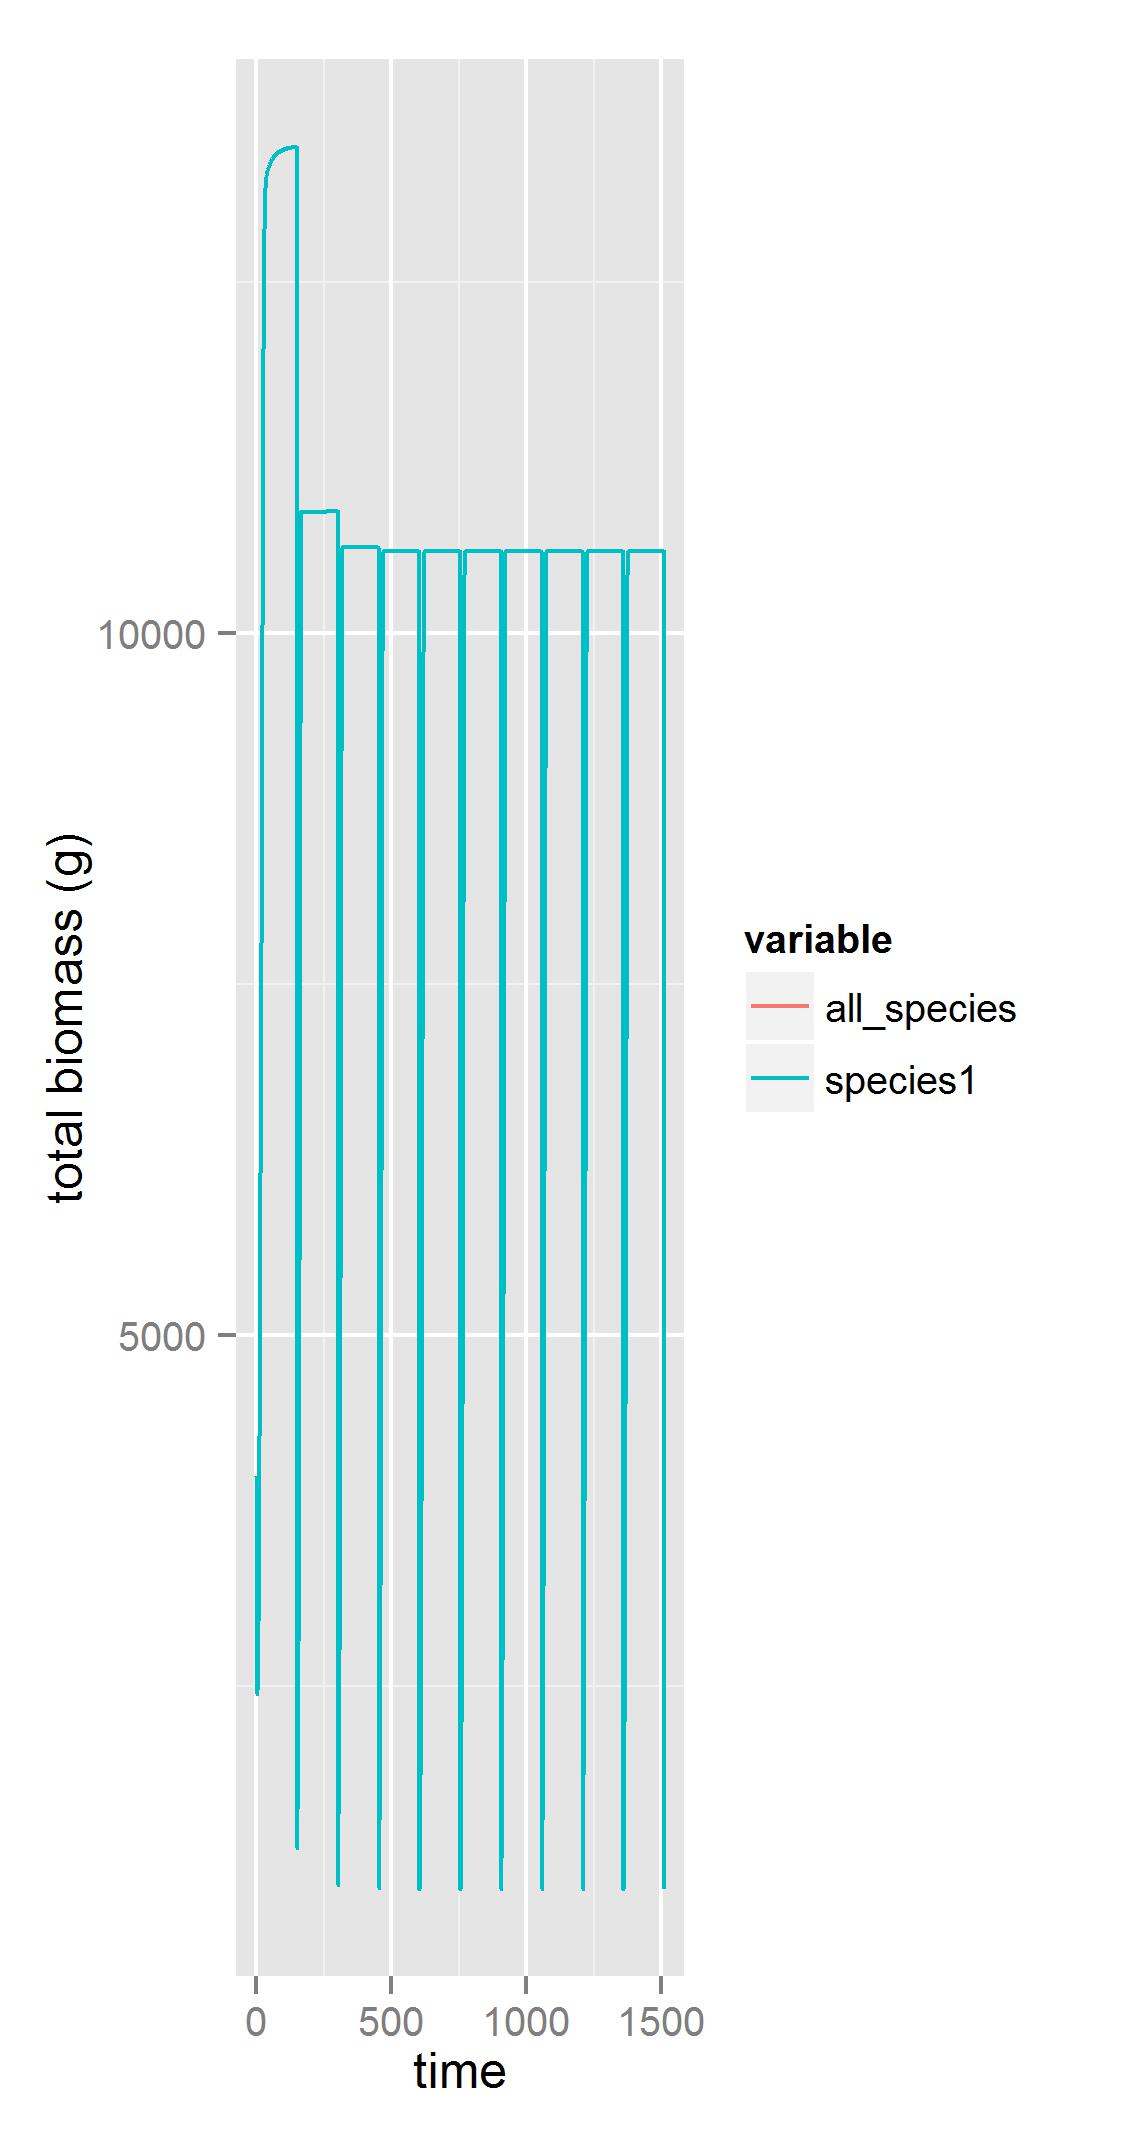 total biomass (g)
10000
5000
0 500 1000 1500
time
variable
all_species
species1